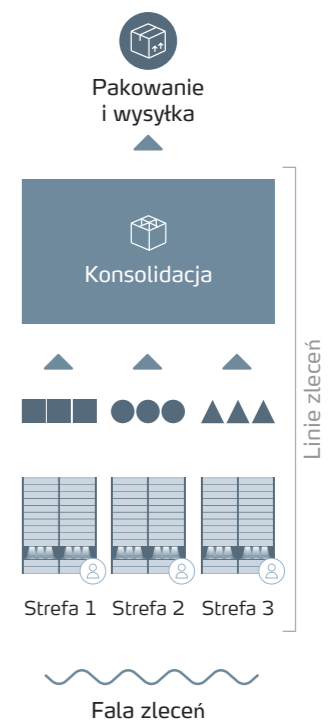 Pakowanie
i wysyłka
Konsolidacja
Linie zleceń
Strefa 1 Strefa 2 Strefa 3
Fala zleceń